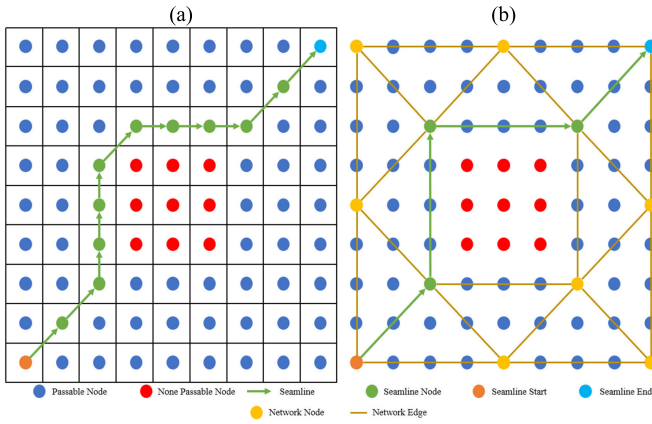 (a) (b)
Passable Node None Passable Node Seamline Seamline Node Seamline Start Seamline End
Network Node Network Edge